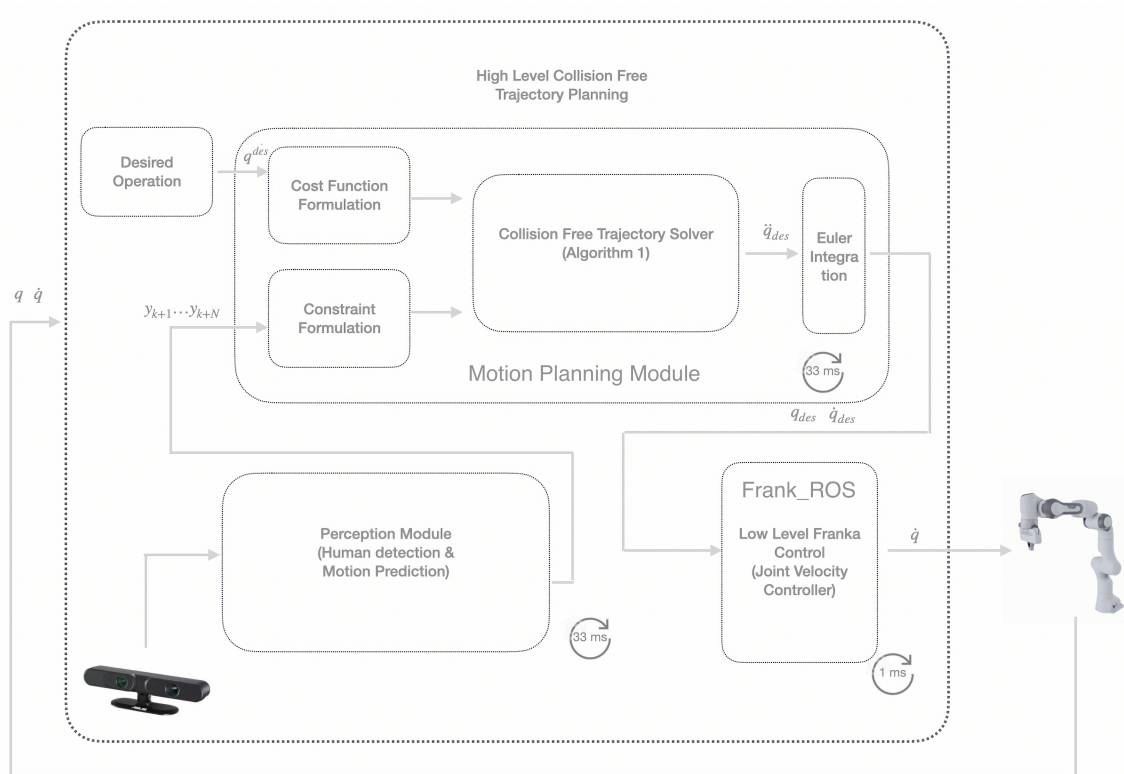 High Level Collision Free
Trajectory Planning
Desired
Operation
q̇^{des}
Cost Function
Formulation
Collision Free Trajectory Solver
(Algorithm 1)
q̈_{des}
Euler
Integra
tion
q q̇
y_{k+1}...y_{k+N}
Constraint
Formulation
Motion Planning Module
33 ms
q_{des} q̇_{des}
Frank_ROS
Perception Module
(Human detection &
Motion Prediction)
Low Level Franka
Control
(Joint Velocity
Controller)
q̇
33 ms
1 ms